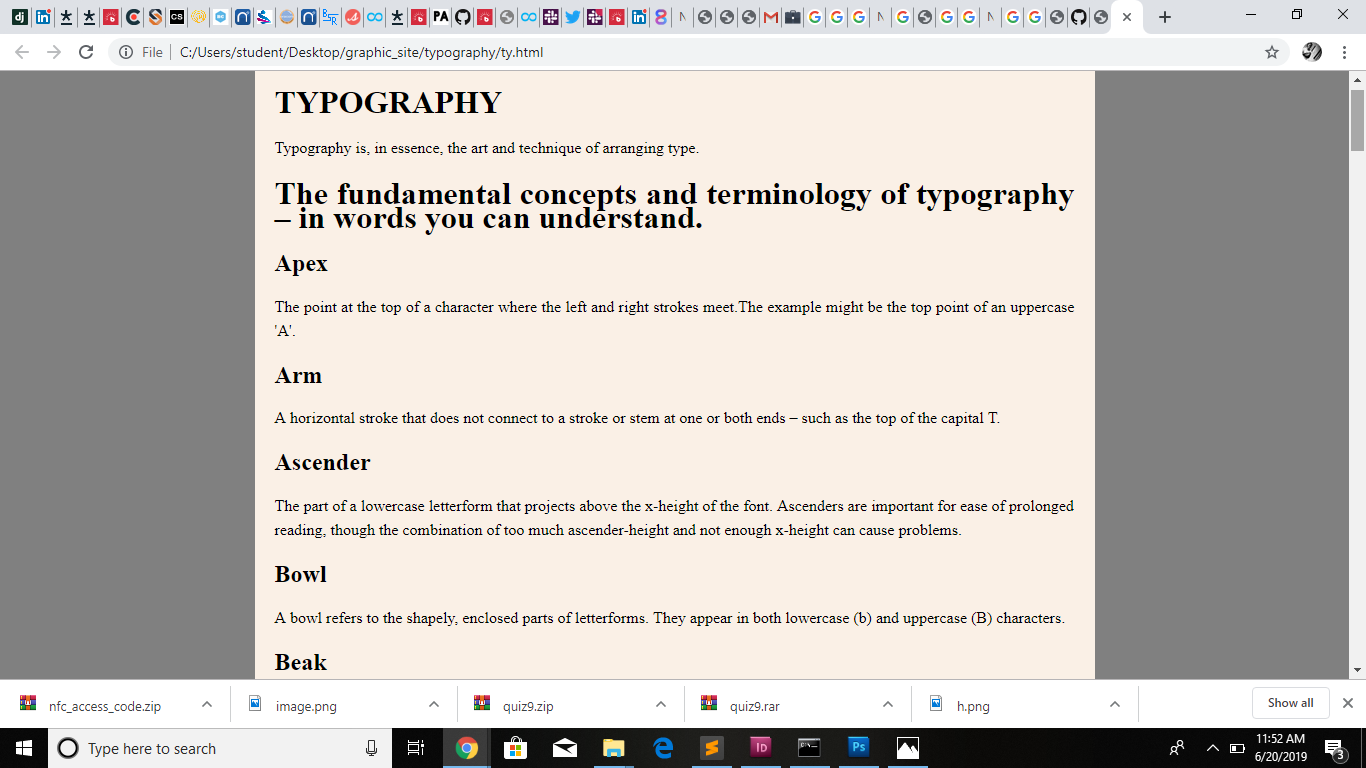 dj in CS PA
File C:/Users/student/Desktop/graphic_site/typography/ty.html
TYPOGRAPHY
Typography is, in essence, the art and technique of arranging type.
The fundamental concepts and terminology of typography
– in words you can understand.
Apex
The point at the top of a character where the left and right strokes meet.The example might be the top point of an uppercase
'A'.
Arm
A horizontal stroke that does not connect to a stroke or stem at one or both ends – such as the top of the capital T.
Ascender
The part of a lowercase letterform that projects above the x-height of the font. Ascenders are important for ease of prolonged
reading, though the combination of too much ascender-height and not enough x-height can cause problems.
Bowl
A bowl refers to the shapely, enclosed parts of letterforms. They appear in both lowercase (b) and uppercase (B) characters.
Beak
nfc_access_code.zip image.png quiz9.zip quiz9.rar h.png Show all
Type here to search Id Ps 11:52 AM
6/20/2019 3